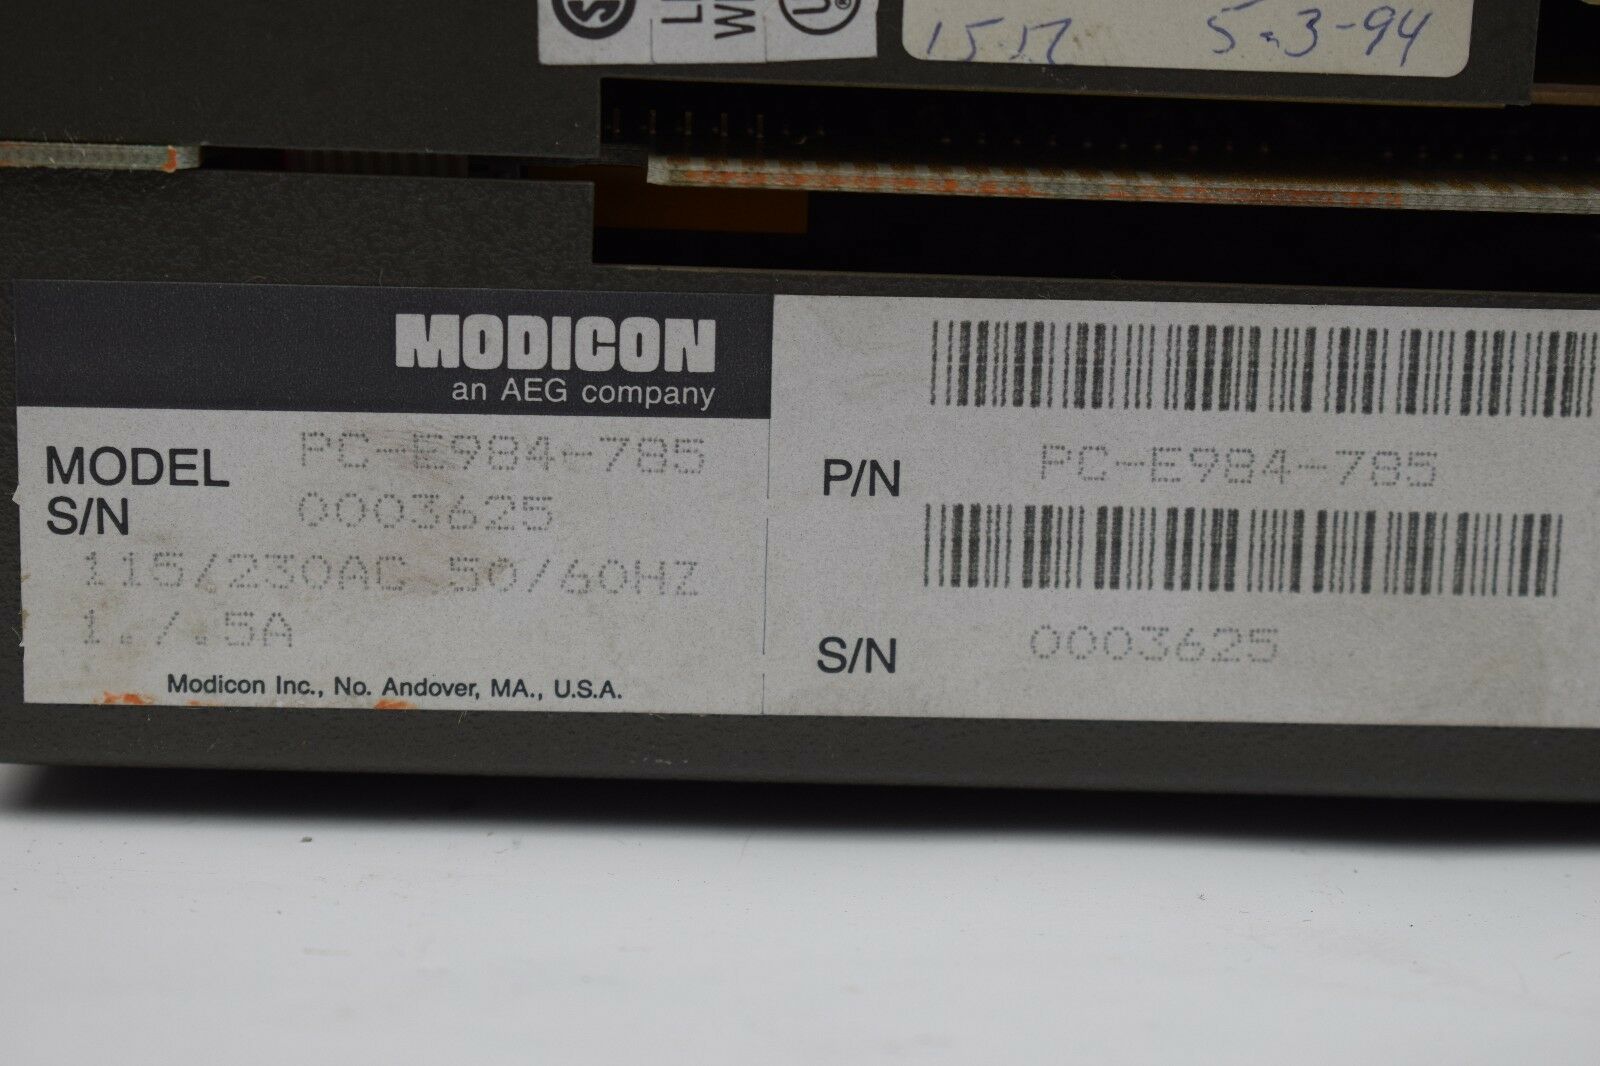 5-3-94
MODICON
an AEG company
MODEL PC-E984-785
S/N 0003625
115/230AC 50/60HZ
1./.5A
Modicon Inc., No. Andover, MA., U.S.A.
P/N PC-E984-785
S/N 0003625